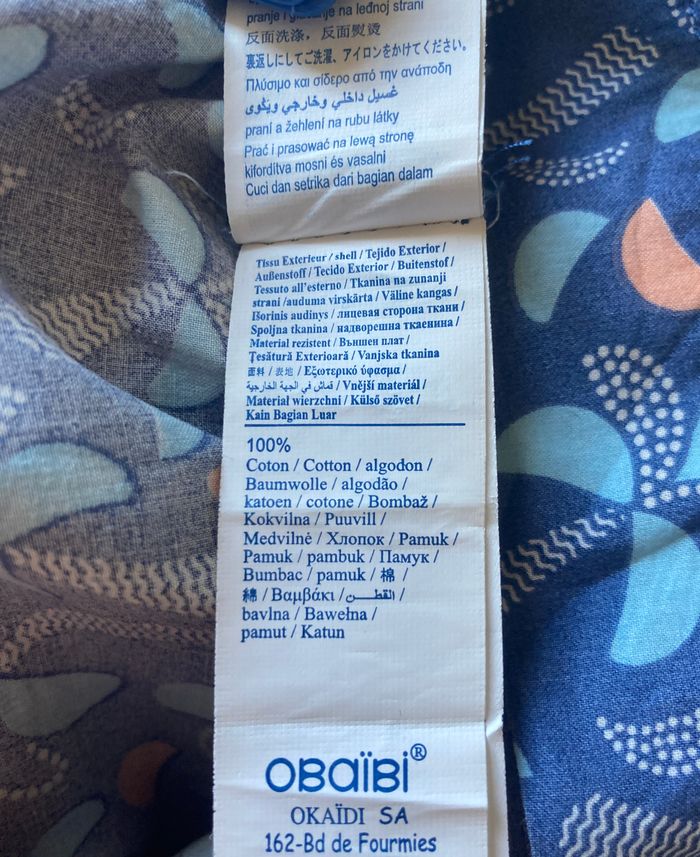 pranje i glačanje na leđnoj strani
反面洗涤，反面熨烫
裏返しにしてご洗濯、アイロンをかけてください。
Πλύσιμο και σίδερο από την ανάποδη
غسيل داخلي وخارجي ويكوى
praní a žehlení na rubu látky
Prać i prasować na lewą stronę
kifordítva mosni és vasalni
Cuci dan setrika dari bagian dalam
Tissu Exterieur / shell / Tejido Exterior /
Außenstoff / Tecido Exterior / Buitenstof /
Tessuto all'esterno / Tkanina na zunanji
strani /auduma virskārta / Väline kangas /
Išorinis audinys / лицевая сторона ткани /
Spoljna tkanina / надворешна ткаенина /
Material rezistent / Външен плат /
Țesătură Exterioară / Vanjska tkanina
面料 / 表地 / Εξωτερικό ύφασμα /
قماش في الجهة الخارجية / Vnější materiál /
Materiał wierzchni / Külső szövet /
Kain Bagian Luar
100%
Coton / Cotton / algodon /
Baumwolle / algodão /
katoen / cotone / Bombaž /
Kokvilna / Puuvill /
Medvilnė / Хлопок / Pamuk /
Pamuk / pambuk / Памук /
Bumbac / pamuk / 棉 /
綿 / Βαμβάκι / القطن /
bavlna / Bawełna /
pamut / Katun
OBAÏBI®
OKAÏDI SA
162-Bd de Fourmies